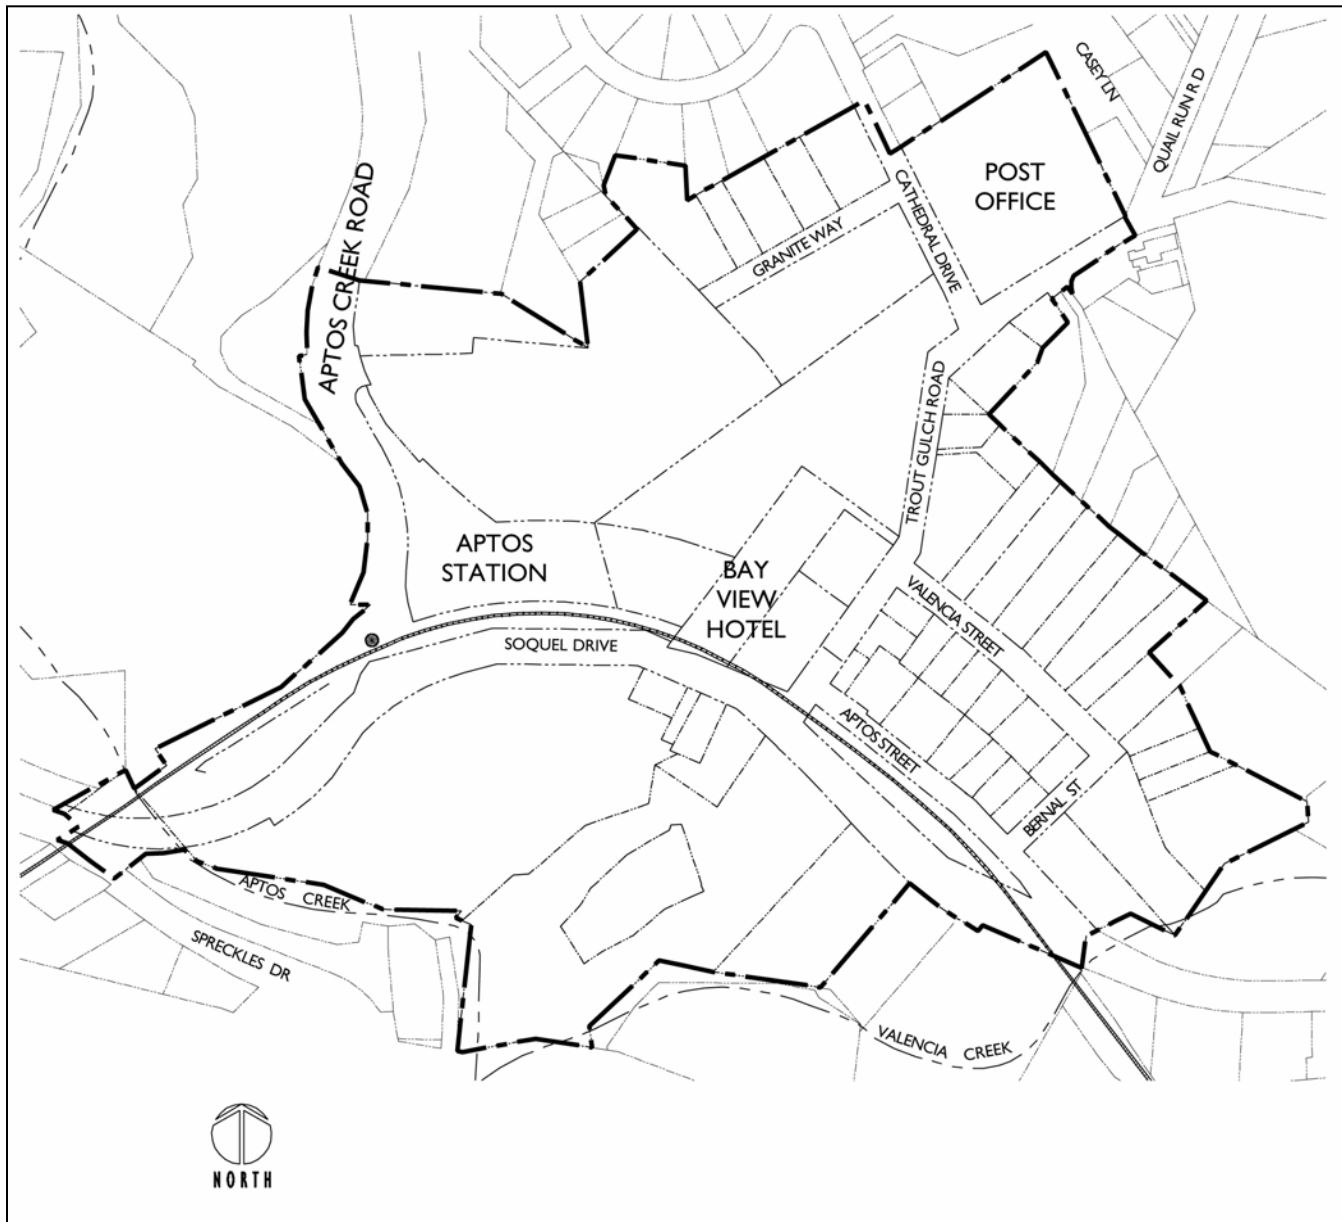 CASEY LN
QUAIL RUN RD
POST
OFFICE
APTOS CREEK ROAD
CATHEDRAL DRIVE
GRANITE WAY
TROUT GULCH ROAD
APTOS
STATION
BAY
VIEW
HOTEL
VALENCIA STREET
SOQUEL DRIVE
APTOS STREET
BERNAL ST
APTOS CREEK
SPRECKLES DR
VALENCIA CREEK
NORTH